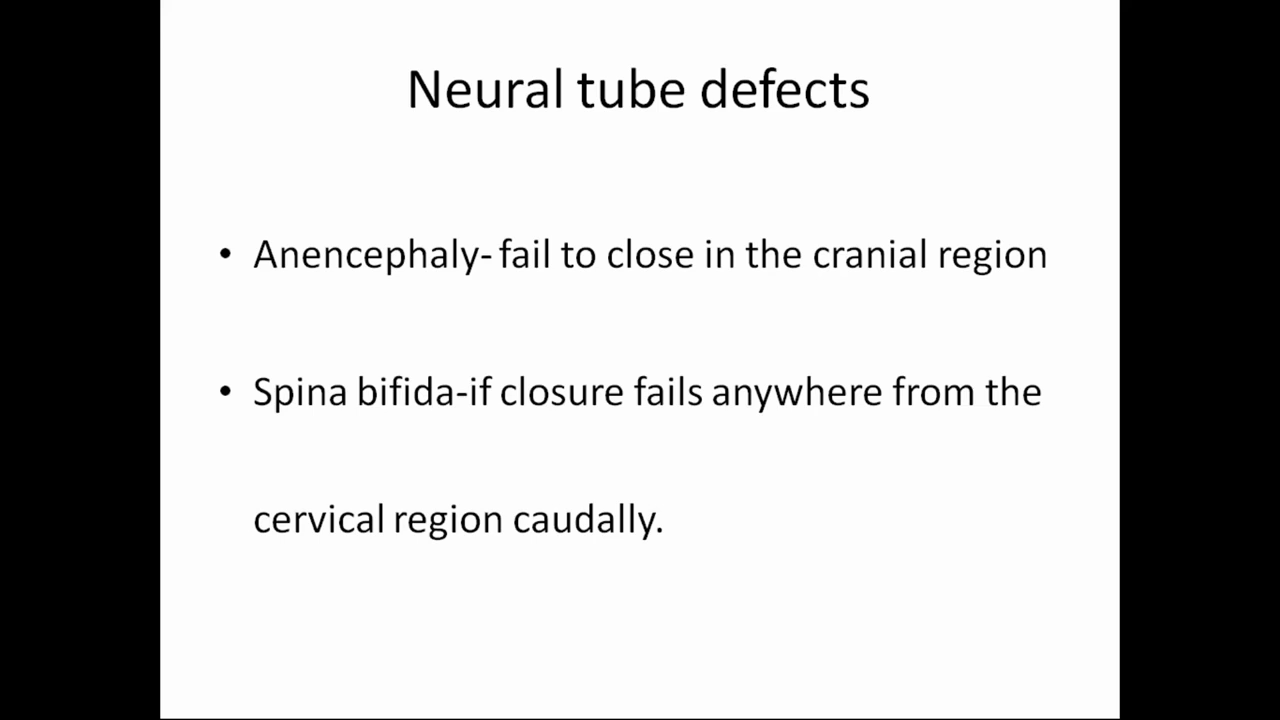 Neural tube defects
• Anencephaly- fail to close in the cranial region
• Spina bifida-if closure fails anywhere from the
cervical region caudally.